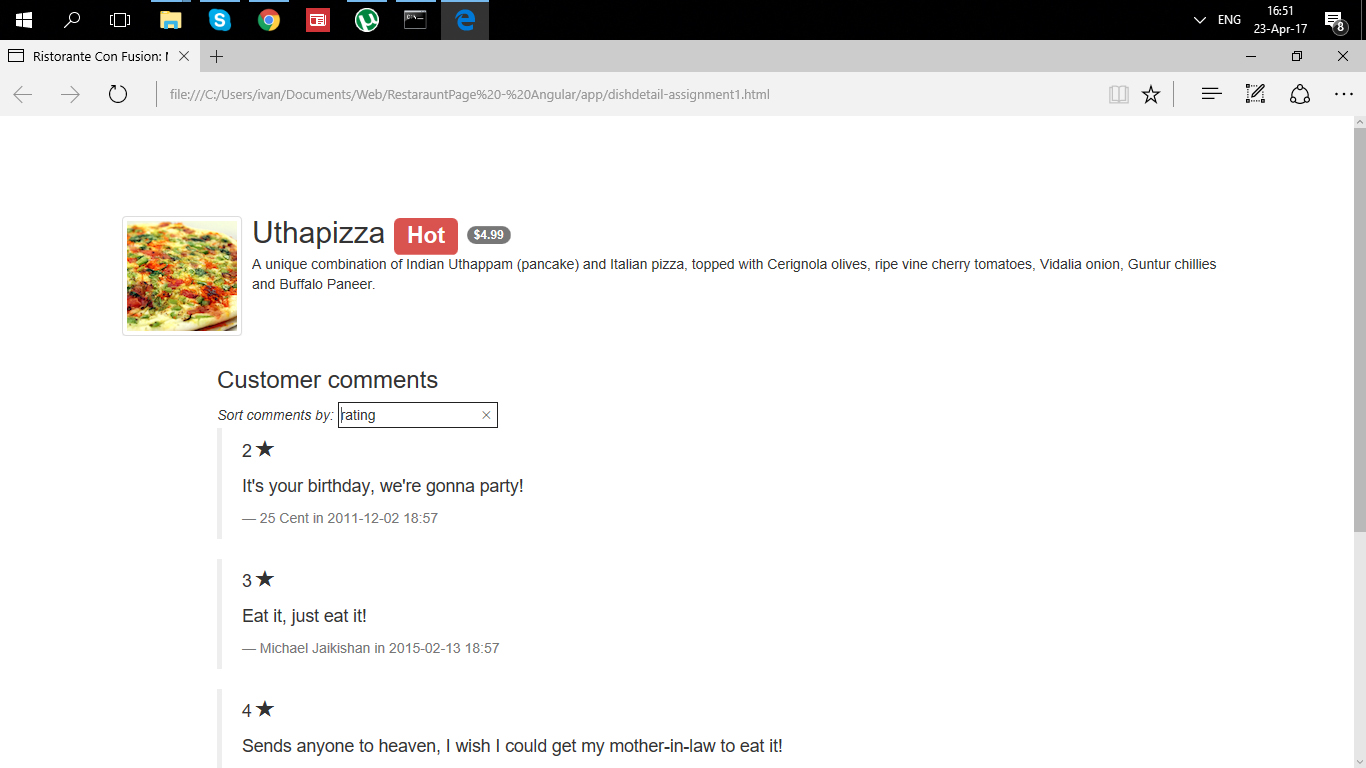 16:51
ENG
23-Apr-17
8
Ristorante Con Fusion:
file:///C:/Users/ivan/Documents/Web/RestarauntPage%20-%20Angular/app/dishdetail-assignment1.html
Uthapizza Hot $4.99
A unique combination of Indian Uthappam (pancake) and Italian pizza, topped with Cerignola olives, ripe vine cherry tomatoes, Vidalia onion, Guntur chillies
and Buffalo Paneer.
Customer comments
Sort comments by: rating
2 ★
It's your birthday, we're gonna party!
— 25 Cent in 2011-12-02 18:57
3 ★
Eat it, just eat it!
— Michael Jaikishan in 2015-02-13 18:57
4 ★
Sends anyone to heaven, I wish I could get my mother-in-law to eat it!